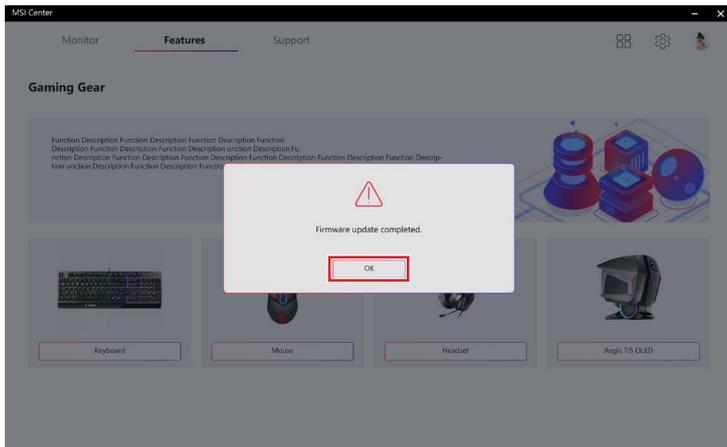 MSI Center
Monitor
Features
Support
Gaming Gear
Function Description Function Description Function Description Function
Description Function Description Function Description unction Description.Fu
nction Description Function Description Function Description Function Description Function Description Function Descrip-
tion unction Description.Function Description Function
Firmware update completed.
OK
Keyboard
Mouse
Headset
Aegis Ti5 OLED